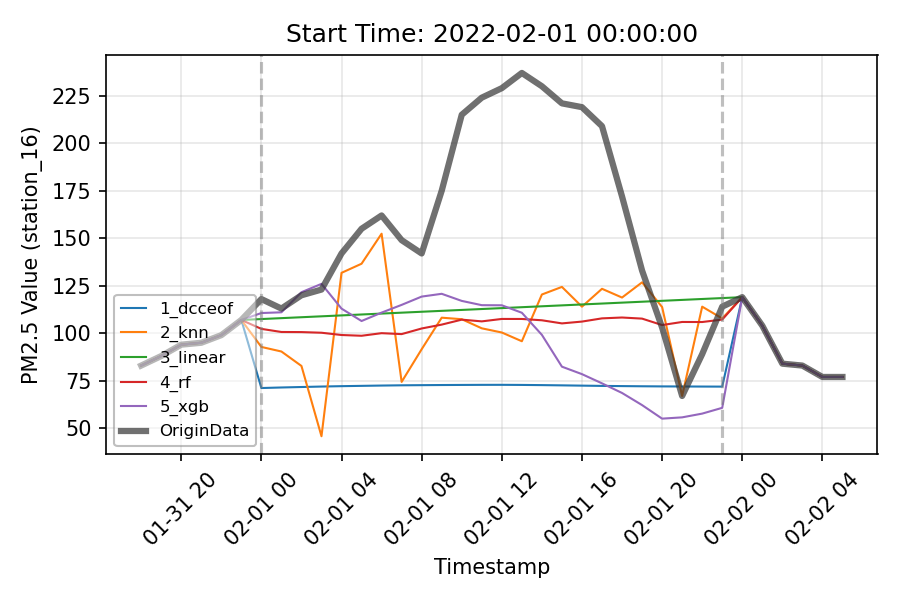 Start Time: 2022-02-01 00:00:00
PM2.5 Value (station_16)
225
200
175
150
125
100
75
50
1_dcceof
2_knn
3_linear
4_rf
5_xgb
OriginData
01-31 20
02-01 00
02-01 04
02-01 08
02-01 12
02-01 16
02-01 20
02-02 00
02-02 04
Timestamp